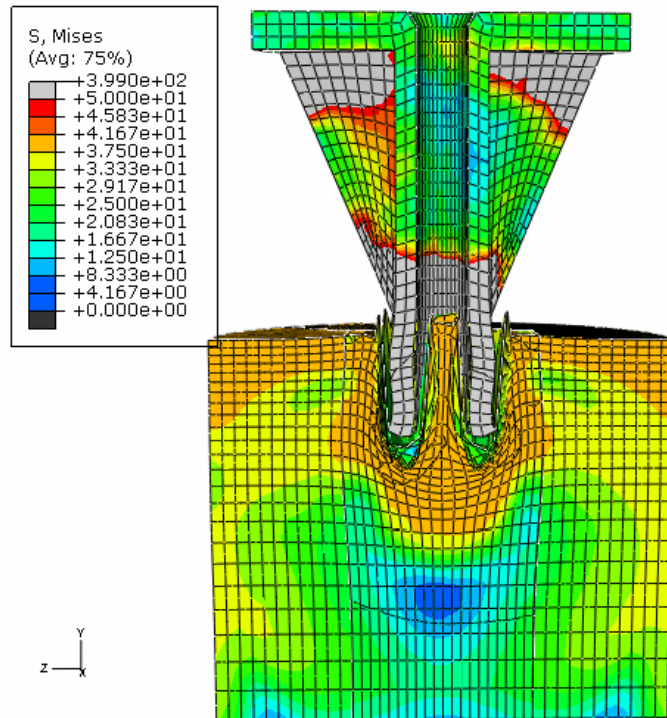 S, Mises
(Avg: 75%)
+3.990e+02
+5.000e+01
+4.583e+01
+4.167e+01
+3.750e+01
+3.333e+01
+2.917e+01
+2.500e+01
+2.083e+01
+1.667e+01
+1.250e+01
+8.333e+00
+4.167e+00
+0.000e+00
Y
Z
X